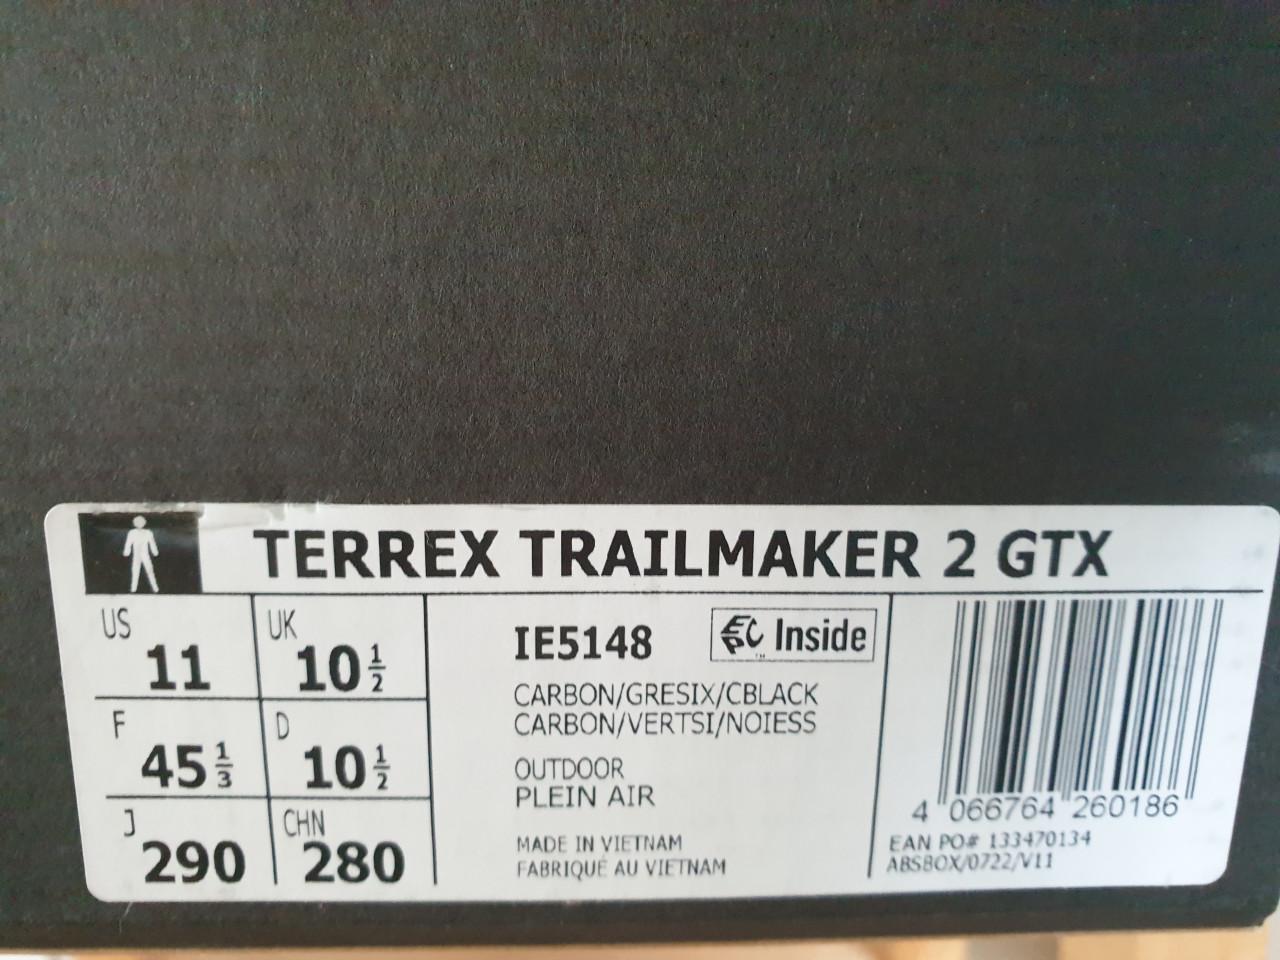 TERREX TRAILMAKER 2 GTX
US
11
UK
10 1/2
F
45 1/3
D
10 1/2
J
290
CHN
280
IE5148
EPC Inside
™
CARBON/GRESIX/CBLACK
CARBON/VERTSI/NOIESS
OUTDOOR
PLEIN AIR
MADE IN VIETNAM
FABRIQUÉ AU VIETNAM
4 066764 260186
EAN PO# 133470134
ABSBOX/0722/V11